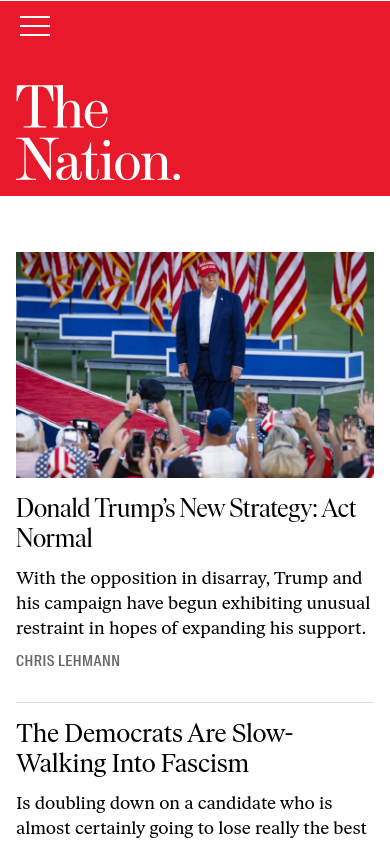 The
Nation.
Donald Trump’s New Strategy: Act
Normal
With the opposition in disarray, Trump and
his campaign have begun exhibiting unusual
restraint in hopes of expanding his support.
CHRIS LEHMANN
The Democrats Are Slow-
Walking Into Fascism
Is doubling down on a candidate who is
almost certainly going to lose really the best